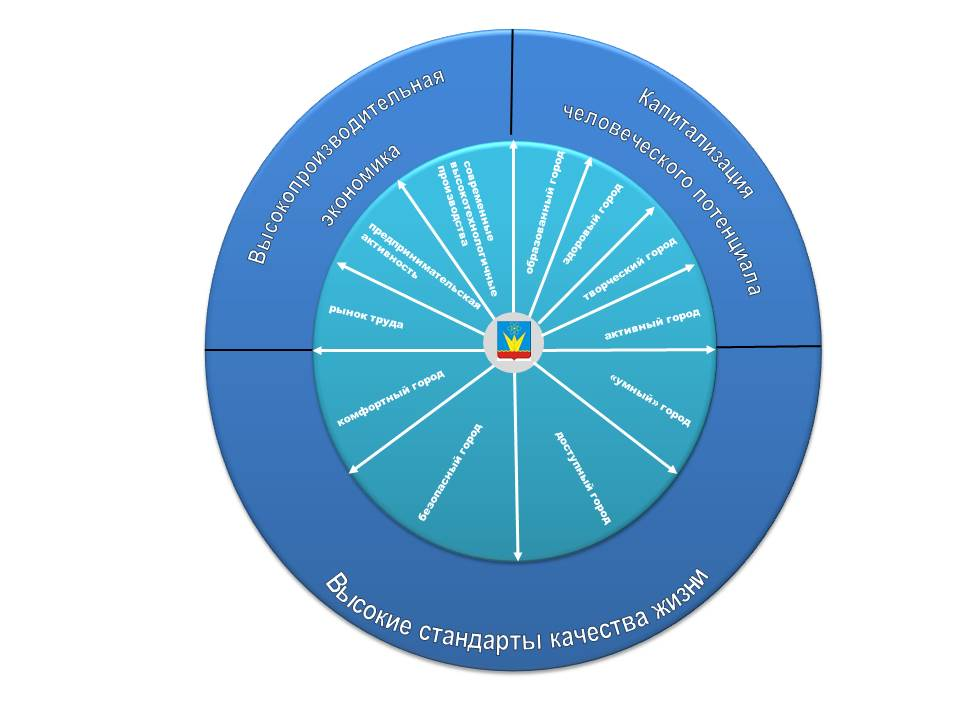 Высокопроизводительная
экономика
Капитализация
человеческого потенциала
современные
высокотехнологичные
производства
предпринимательская
активность
рынок труда
образованный город
здоровый город
творческий город
активный город
«умный» город
доступный город
безопасный город
комфортный город
Высокие стандарты качества жизни